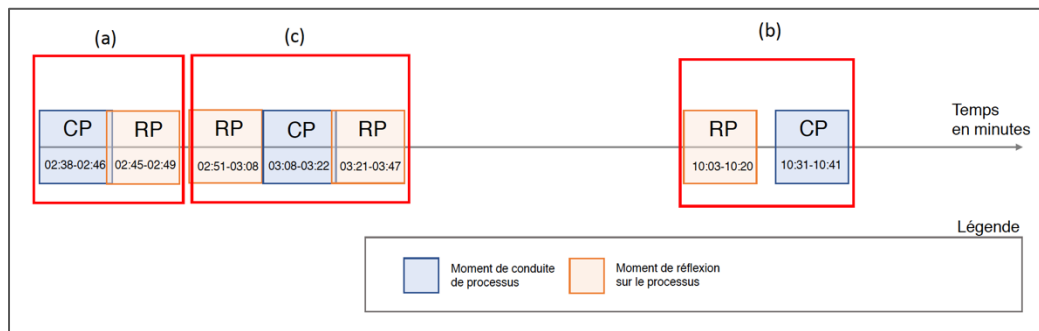 (a)
(c)
(b)
CP
RP
RP
CP
RP
RP
CP
02:38-02:46
02:45-02:49
02:51-03:08
03:08-03:22
03:21-03:47
10:03-10:20
10:31-10:41
Temps
en minutes
Légende
Moment de conduite
de processus
Moment de réflexion
sur le processus